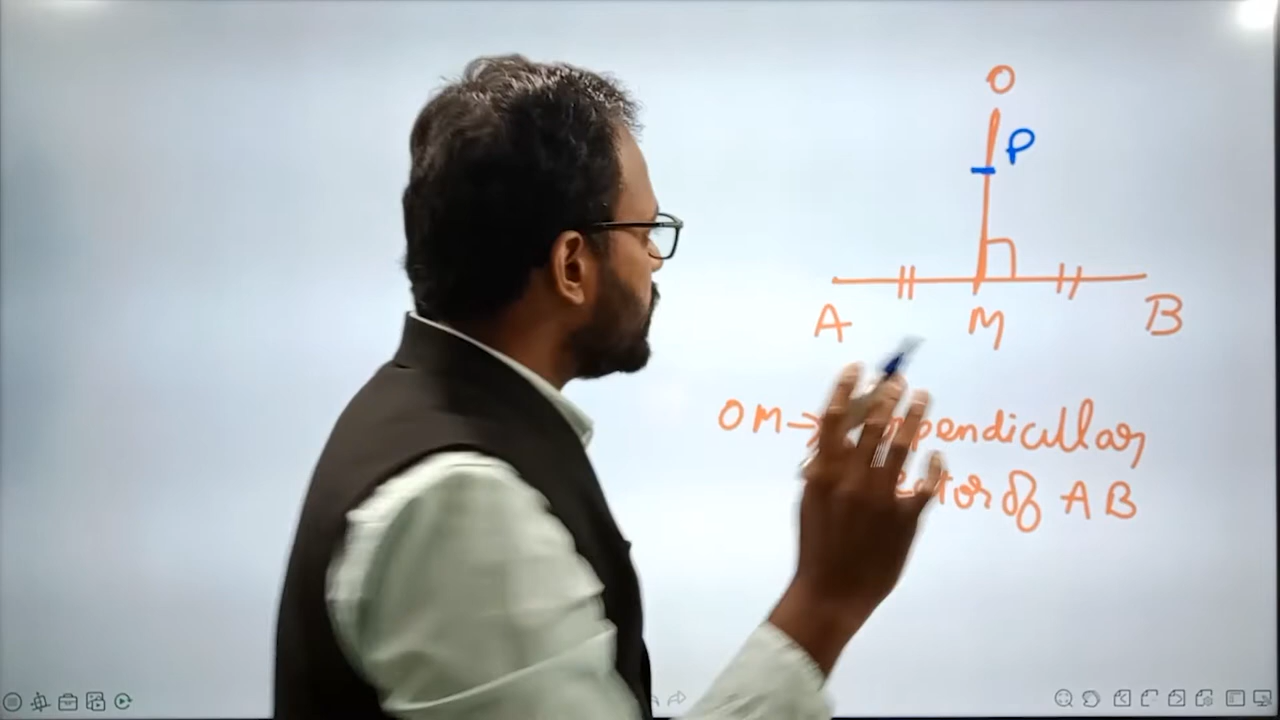 O
P
A M B
OM→ pendicular
of AB